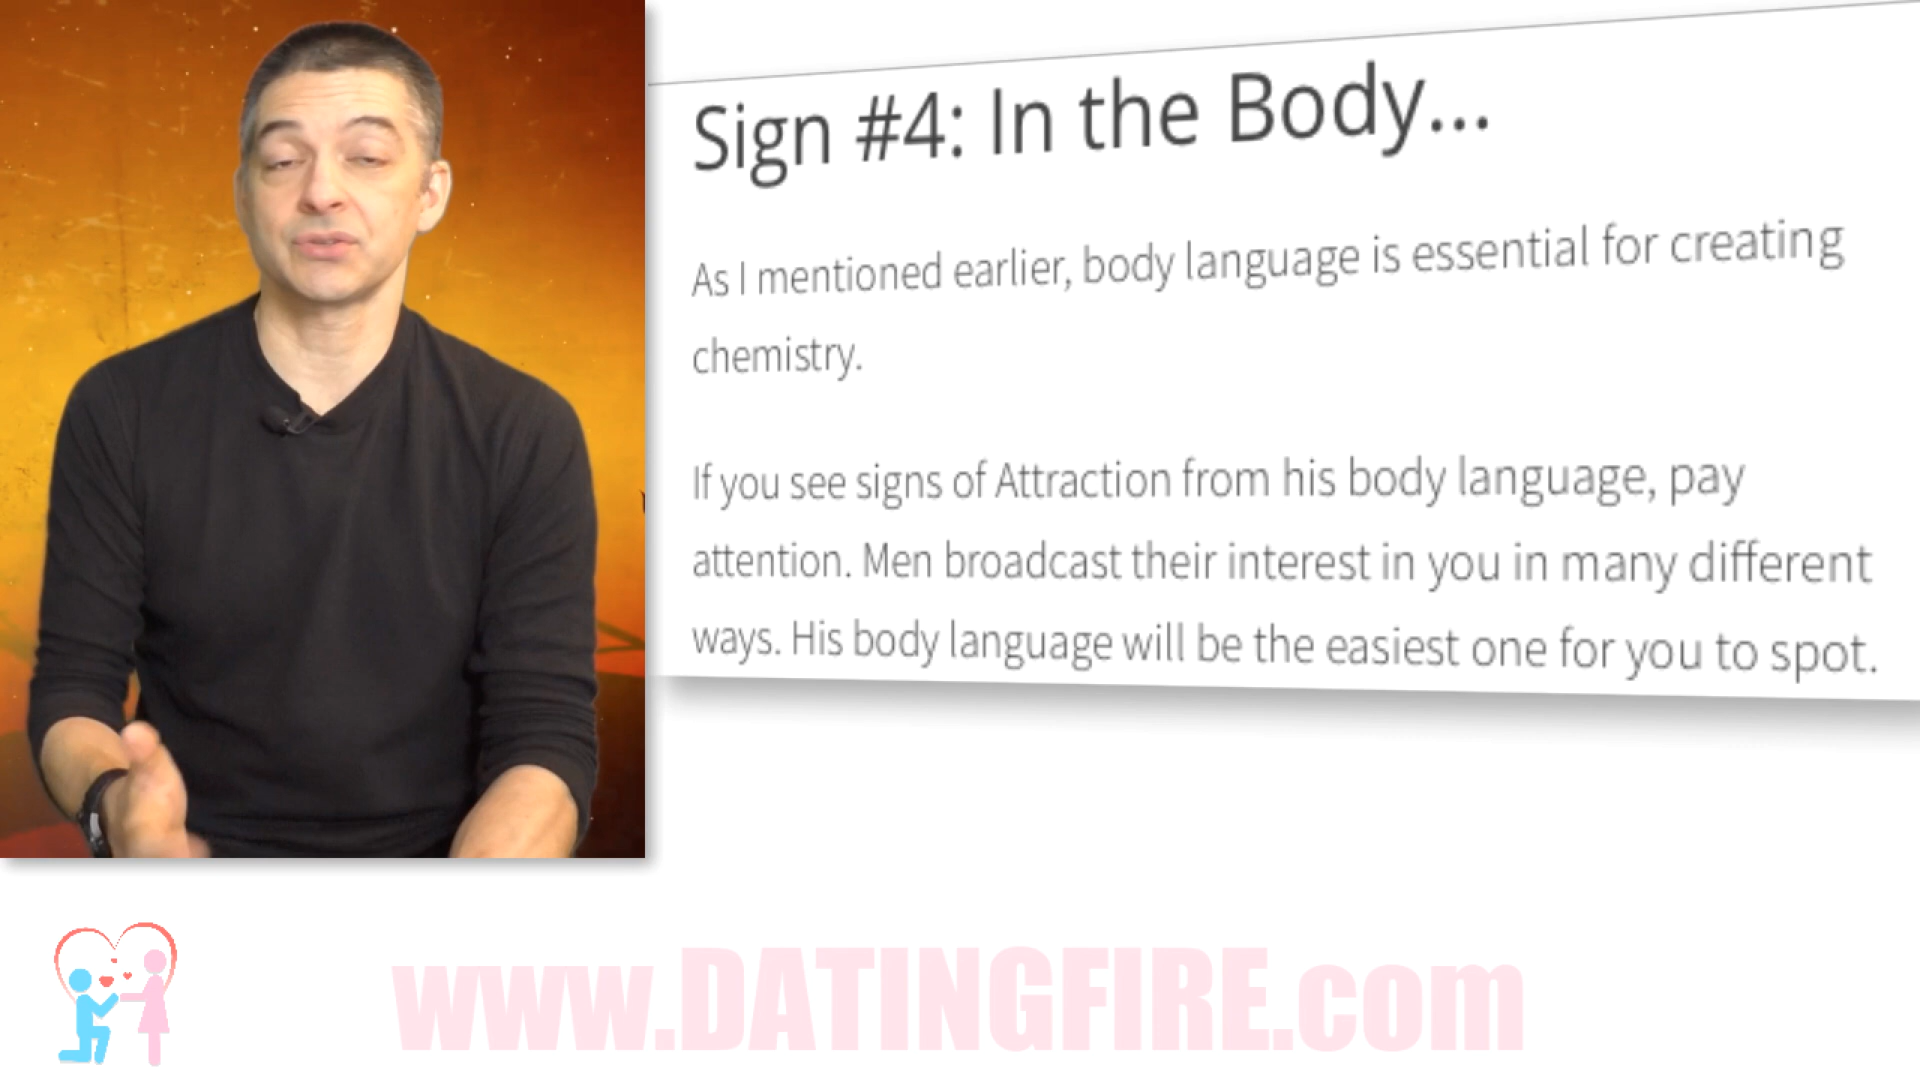 Sign #4: In the Body...
As I mentioned earlier, body language is essential for creating
chemistry.
If you see signs of Attraction from his body language, pay
attention. Men broadcast their interest in you in many different
ways. His body language will be the easiest one for you to spot.
www.DATINGFIRE.com